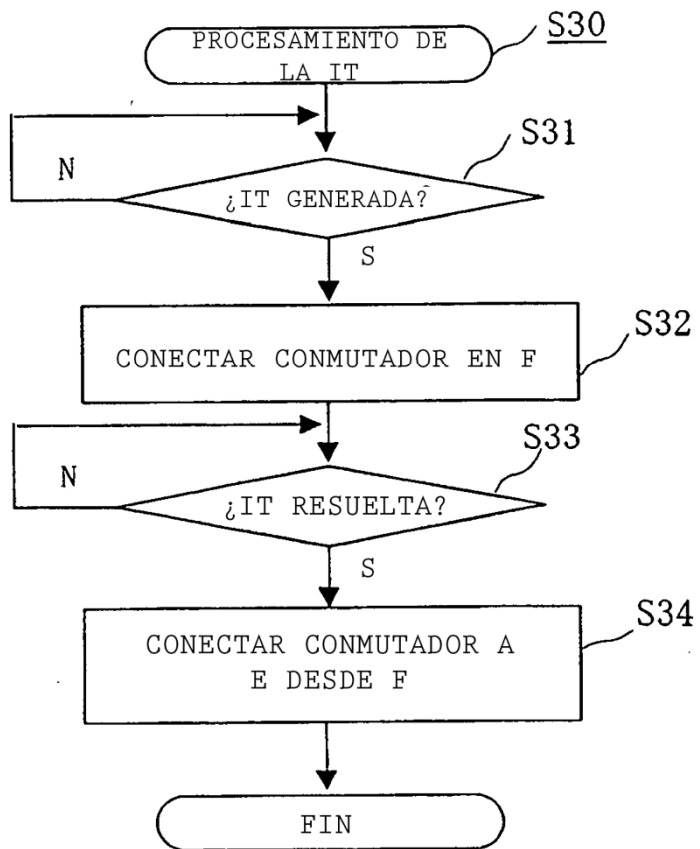 PROCESAMIENTO DE
LA IT
S30
S31
N
¿IT GENERADA?
S
S32
CONECTAR CONMUTADOR EN F
S33
N
¿IT RESUELTA?
S
S34
CONECTAR CONMUTADOR A
E DESDE F
FIN